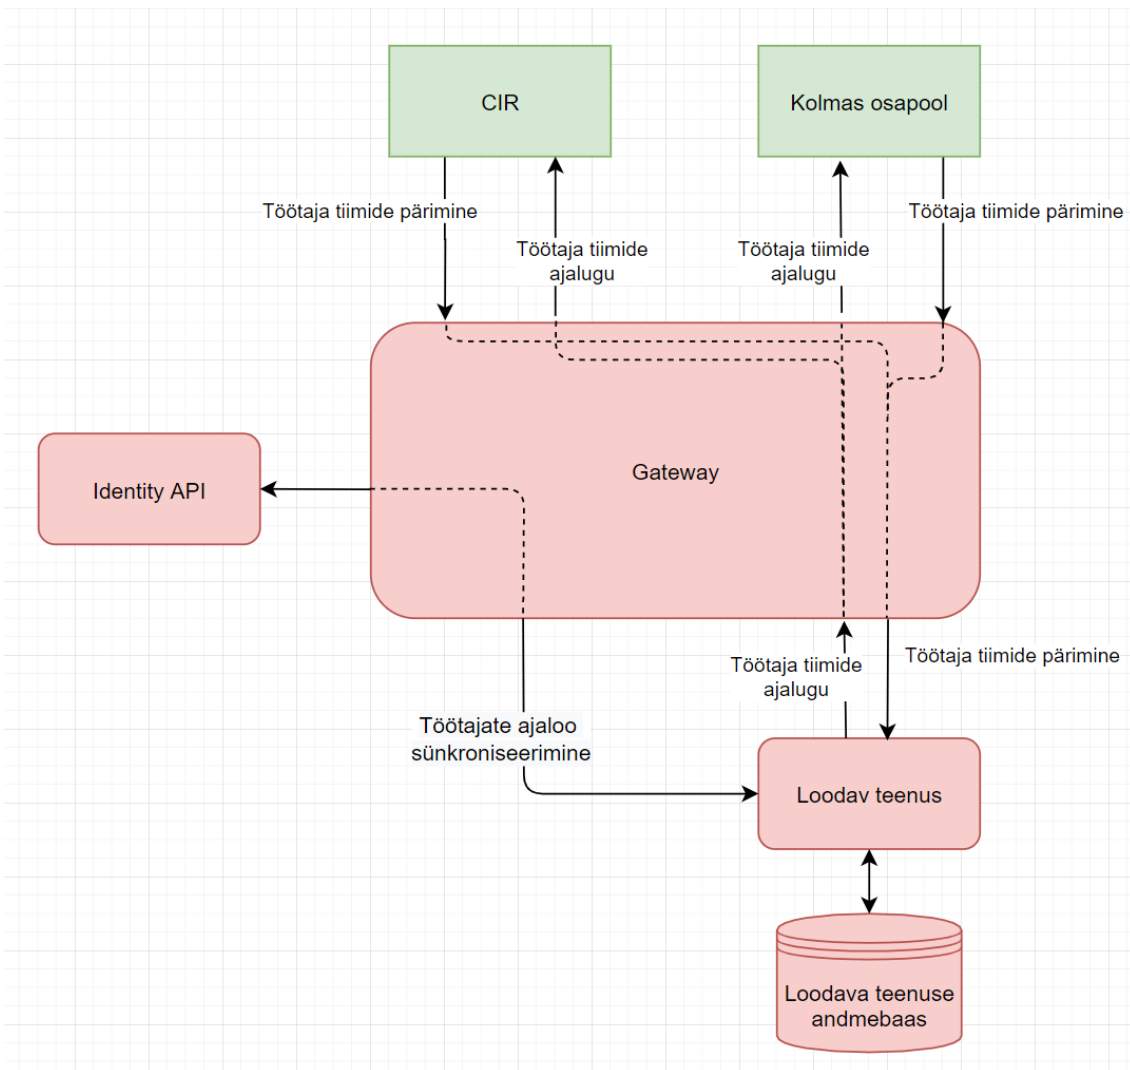 CIR
Kolmas osapool
Töötaja tiimide pärimine
Töötaja tiimide pärimine
Töötaja tiimide
ajalugu
Töötaja tiimide
ajalugu
Gateway
Identity API
Töötaja tiimide
ajalugu
Töötaja tiimide pärimine
Töötajate ajaloo
sünkroniseerimine
Loodav teenus
Loodava teenuse
andmebaas